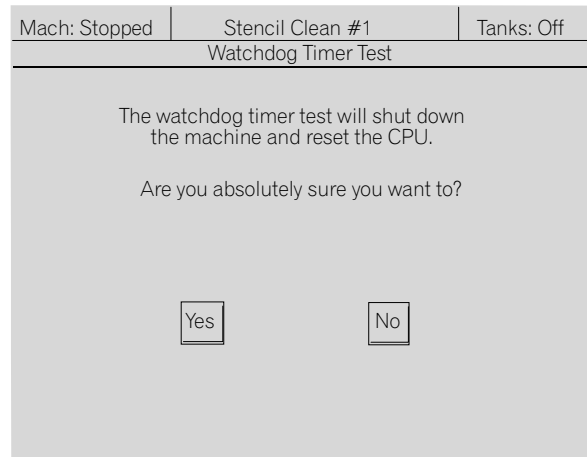 Mach: Stopped Stencil Clean #1 Tanks: Off
Watchdog Timer Test
The watchdog timer test will shut down
the machine and reset the CPU.
Are you absolutely sure you want to?
Yes No